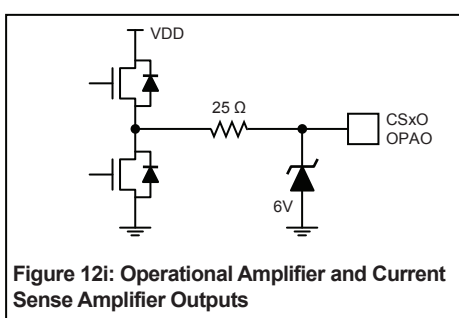 VDD
25 Ω
CSxO
OPAO
6V
Figure 12i: Operational Amplifier and Current
Sense Amplifier Outputs